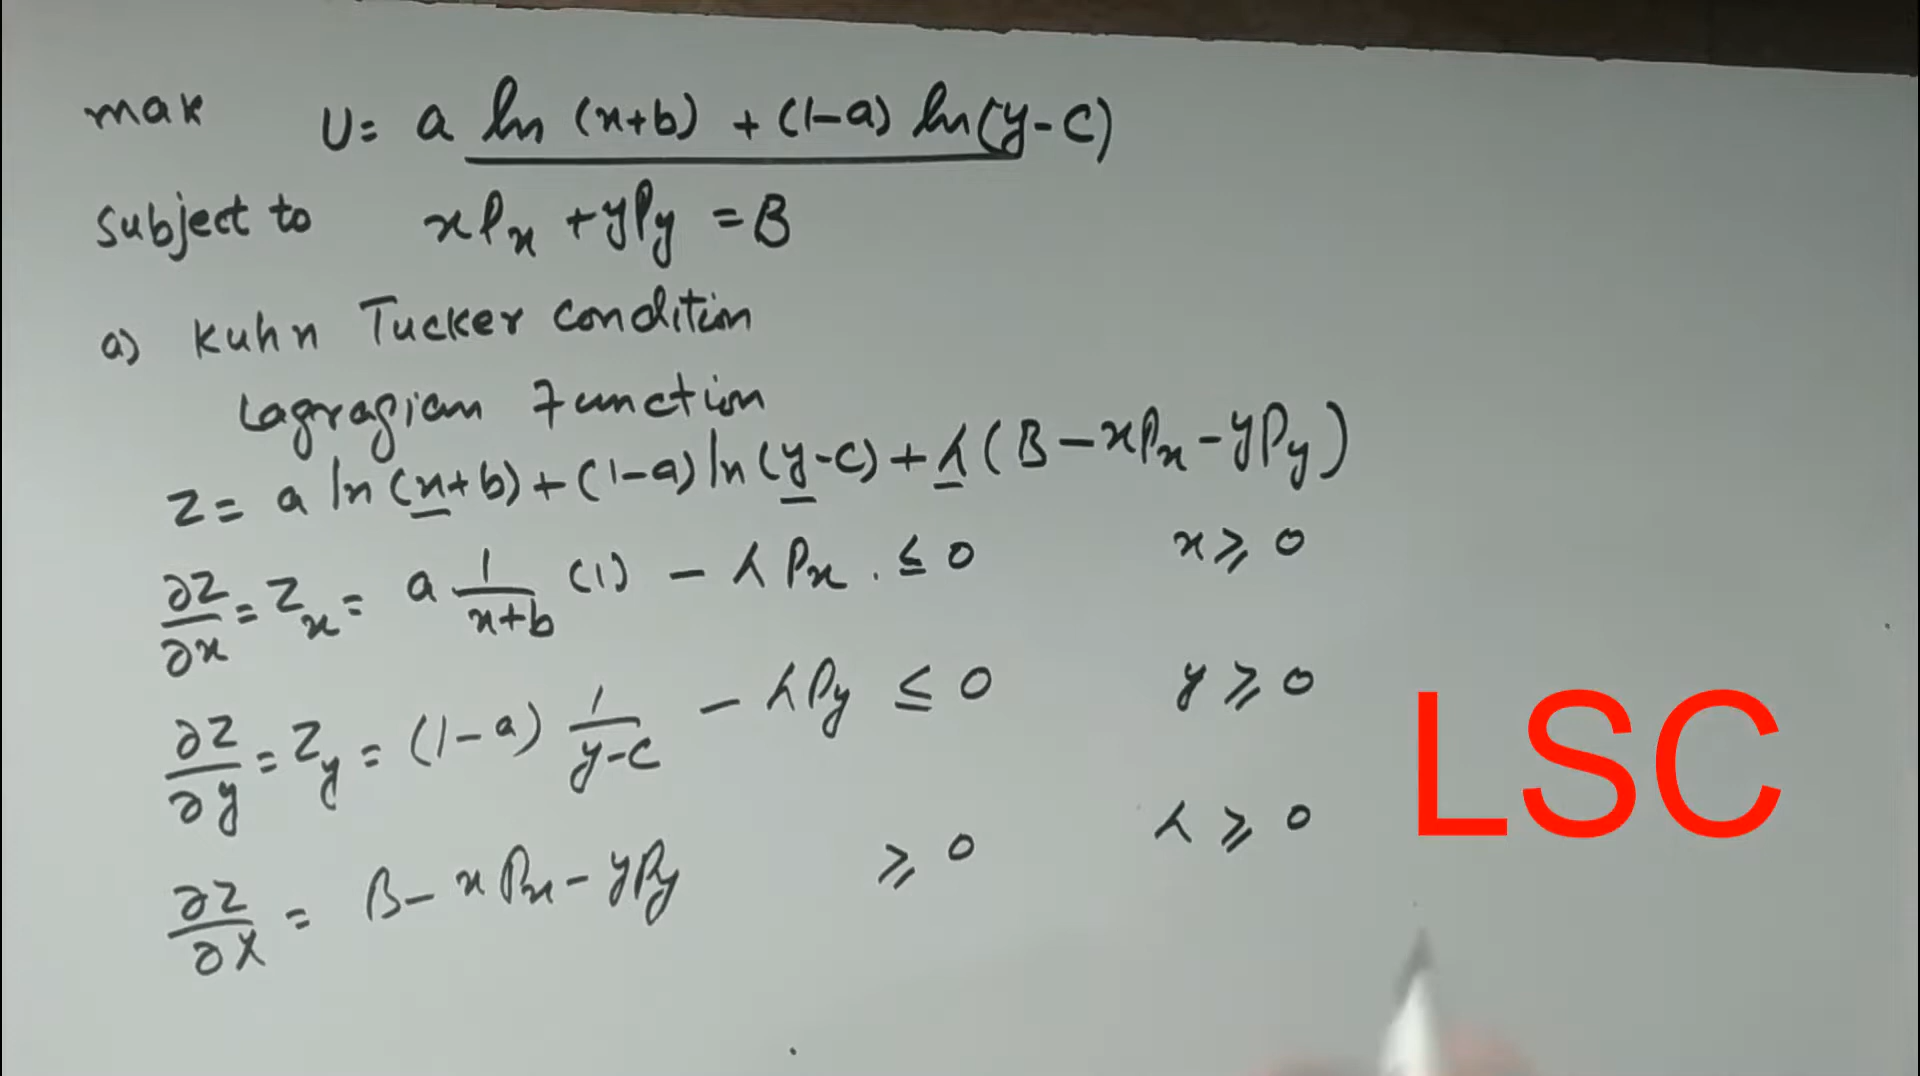 max U= a ln (x+b) + (1-a) ln(y-c)
subject to xPx + yPy = B
a) Kuhn Tucker condition
Lagragian Function
Z= a ln (x+b) + (1-a) ln (y-c) + λ (B - xPx - yPy)
∂Z/∂x = Zx = a 1/(x+b) (1) - λ Px . ≤ 0 x ≥ 0
∂Z/∂y = Zy = (1-a) 1/(y-c) - λPy ≤ 0 y ≥ 0
∂Z/∂λ = B - xPx - yPy ≥ 0 λ ≥ 0
LSC